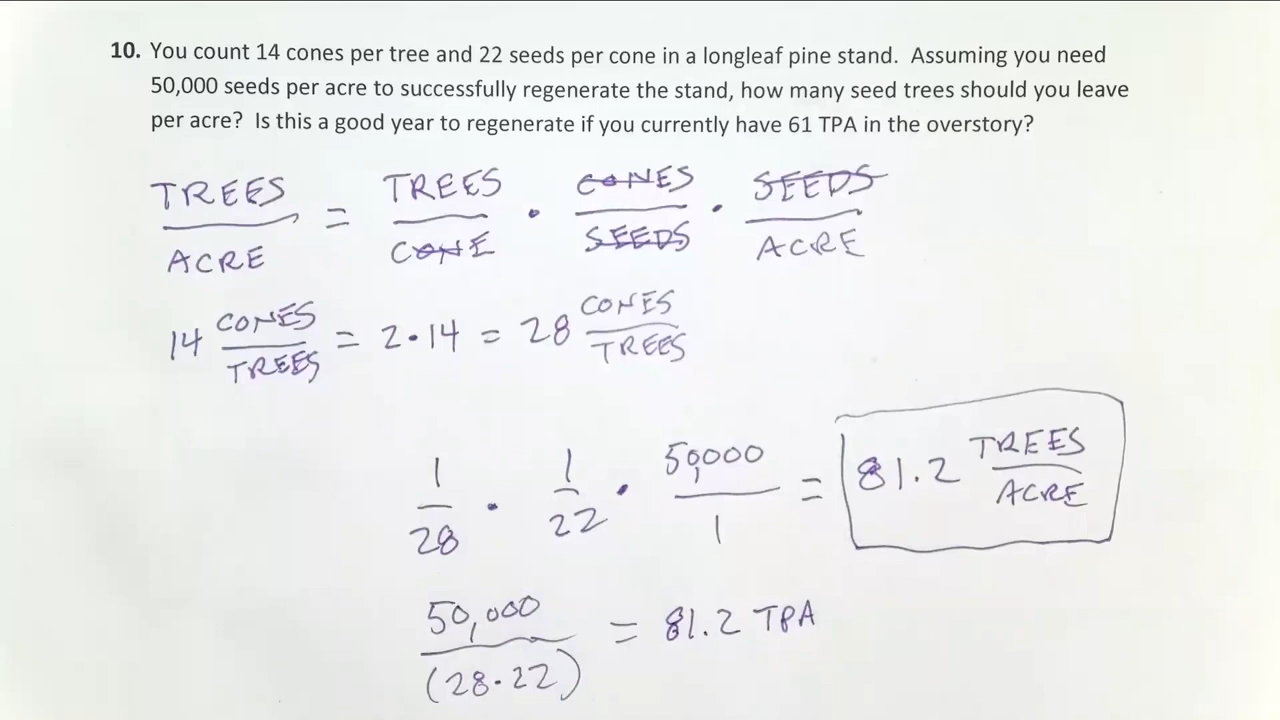 10. You count 14 cones per tree and 22 seeds per cone in a longleaf pine stand. Assuming you need
50,000 seeds per acre to successfully regenerate the stand, how many seed trees should you leave
per acre? Is this a good year to regenerate if you currently have 61 TPA in the overstory?
TREES/ACRE = TREES/CONE · CONES/SEEDS · SEEDS/ACRE
14 CONES/TREES = 2·14 = 28 CONES/TREES
1/28 · 1/22 · 50,000/1 = 81.2 TREES/ACRE
50,000/(28·22) = 81.2 TPA